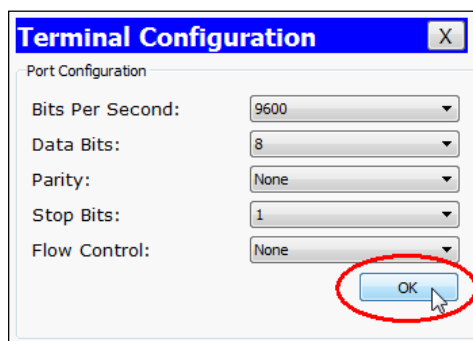 Terminal Configuration X
Port Configuration
Bits Per Second: 9600
Data Bits: 8
Parity: None
Stop Bits: 1
Flow Control: None
OK